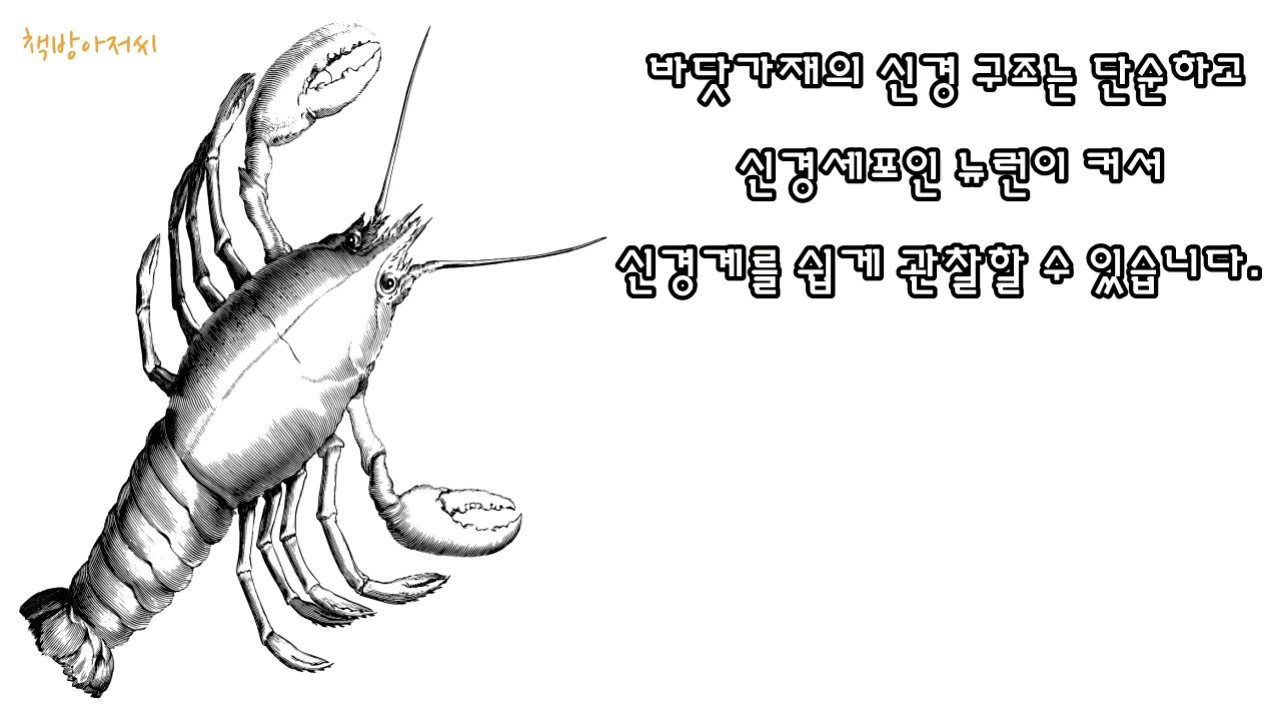 책방아저씨
바닷가재의 신경 구조는 단순하고
신경세포인 뉴런이 커서
신경계를 쉽게 관찰할 수 있습니다.